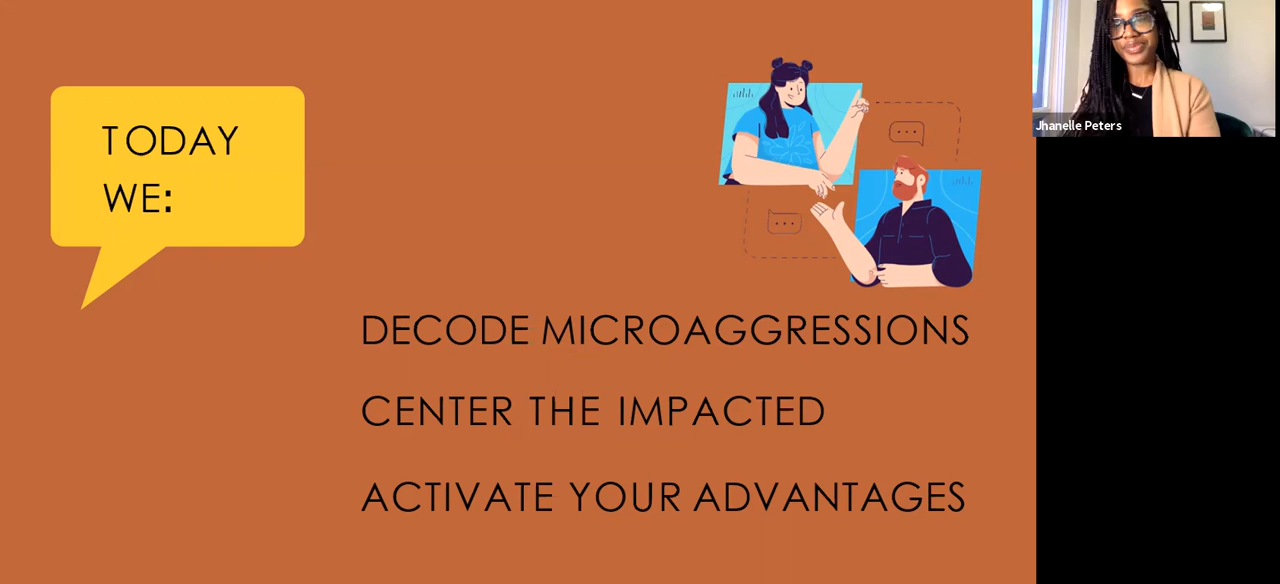 TODAY
WE:
Jhanelle Peters
DECODE MICROAGGRESSIONS
CENTER THE IMPACTED
ACTIVATE YOUR ADVANTAGES